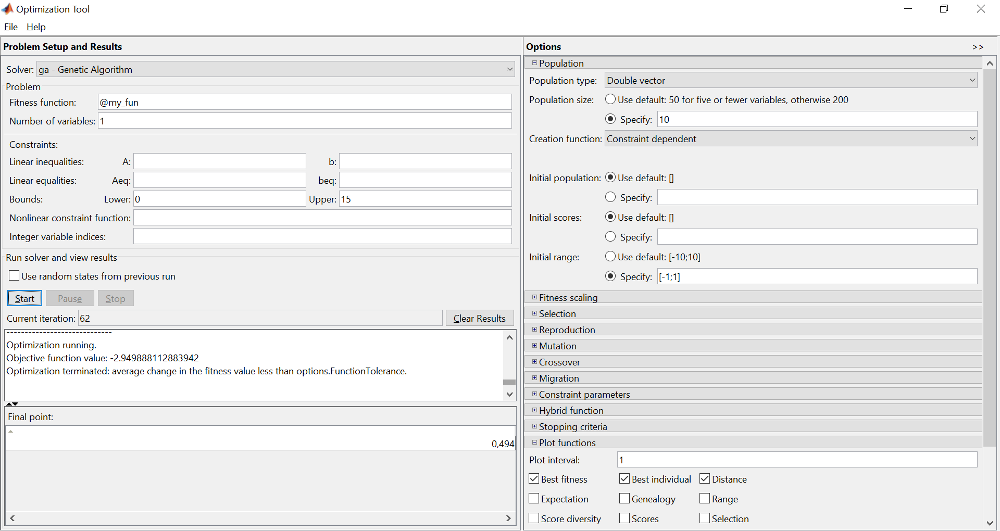 Optimization Tool
File Help
Problem Setup and Results
Solver: ga - Genetic Algorithm
Problem
Fitness function: @my_fun
Number of variables: 1
Constraints:
Linear inequalities: A: b:
Linear equalities: Aeq: beq:
Bounds: Lower: 0 Upper: 15
Nonlinear constraint function:
Integer variable indices:
Run solver and view results
Use random states from previous run
Start Pause Stop
Current iteration: 62 Clear Results
------------------------------
Optimization running.
Objective function value: -2.949888112883942
Optimization terminated: average change in the fitness value less than options.FunctionTolerance.
Final point:
0,494
Options >>
Population
Population type: Double vector
Population size: Use default: 50 for five or fewer variables, otherwise 200
Specify: 10
Creation function: Constraint dependent
Initial population: Use default: []
Specify:
Initial scores: Use default: []
Specify:
Initial range: Use default: [-10;10]
Specify: [-1;1]
Fitness scaling
Selection
Reproduction
Mutation
Crossover
Migration
Constraint parameters
Hybrid function
Stopping criteria
Plot functions
Plot interval: 1
Best fitness Best individual Distance
Expectation Genealogy Range
Score diversity Scores Selection